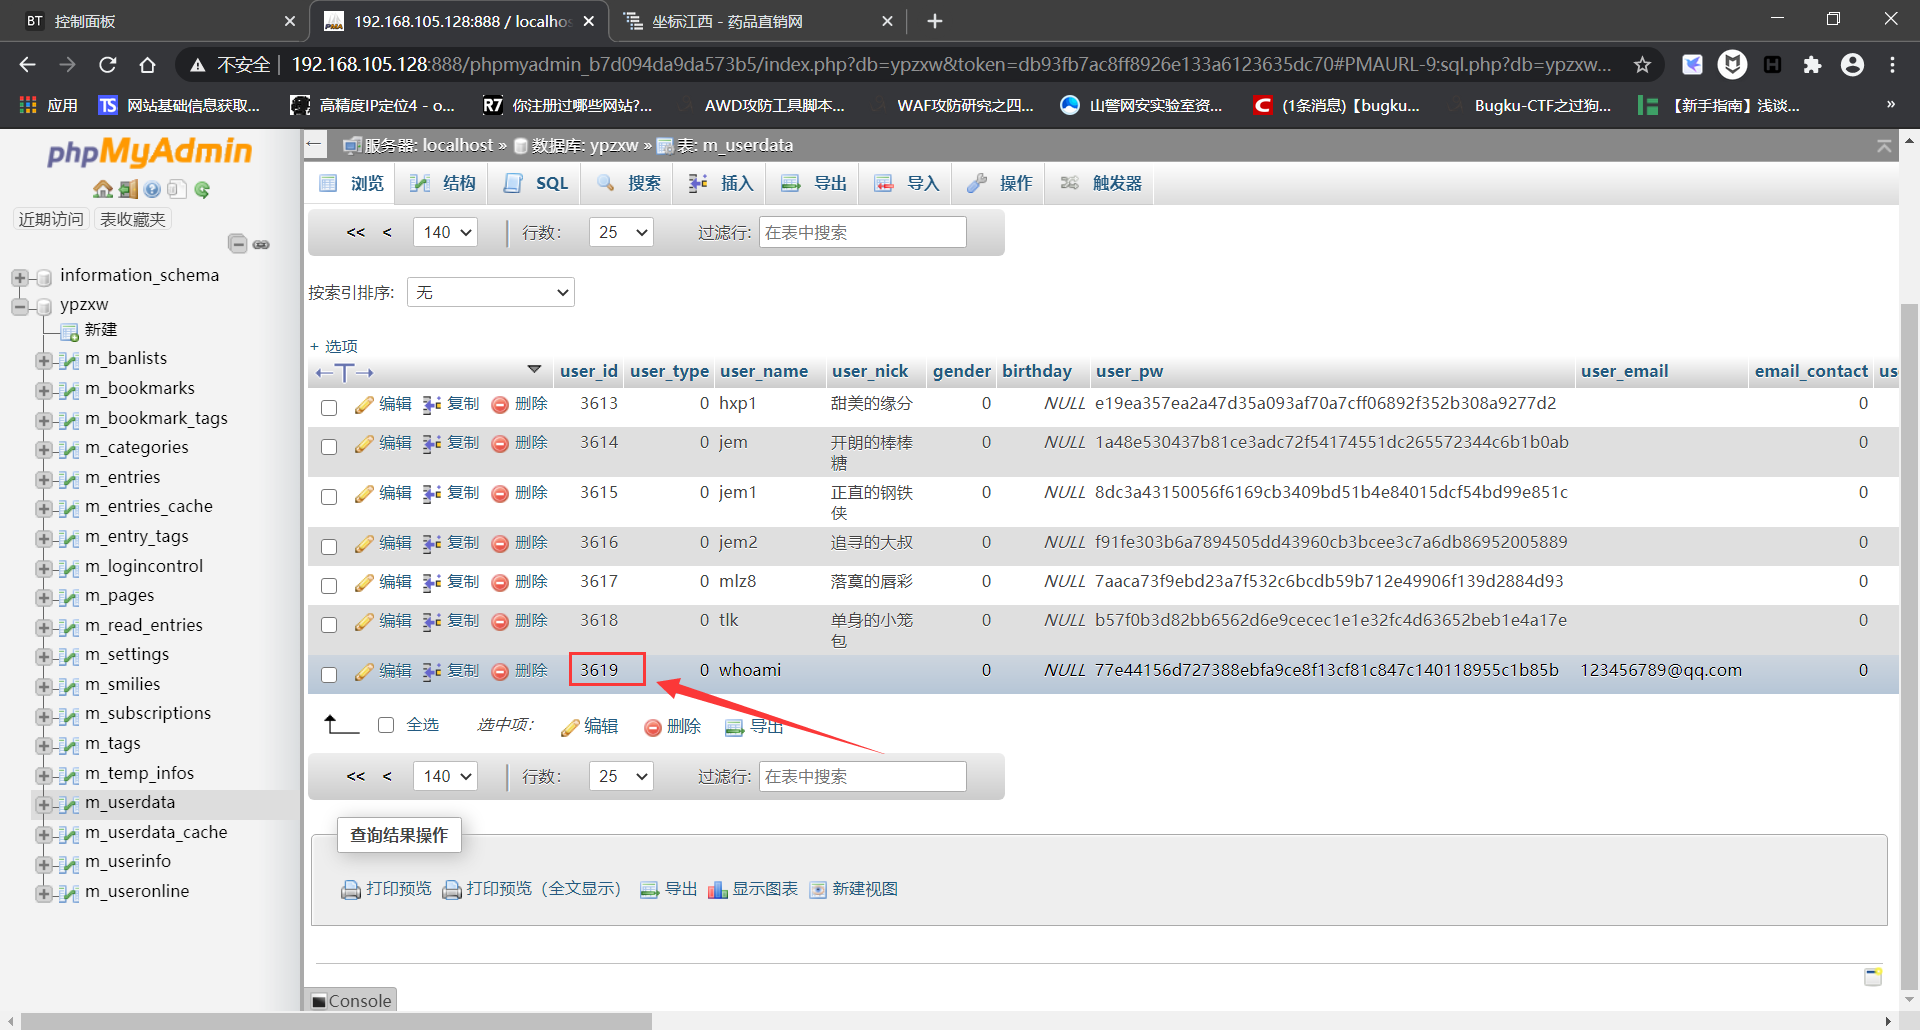 BT 控制面板
192.168.105.128:888 / localhos
坐标江西 - 药品直销网
不安全 192.168.105.128:888/phpmyadmin_b7d094da9da573b5/index.php?db=ypzxw&token=db93fb7ac8ff8926e133a6123635dc70#PMAURL-9:sql.php?db=ypzxw...
应用 TS 网站基础信息获取... 高精度IP定位4 - o... R7 你注册过哪些网站?... AWD攻防工具脚本... WAF攻防研究之四... 山警网安实验室资... C (1条消息)【bugku... Bugku-CTF之过狗... 【新手指南】浅谈... »
phpMyAdmin
近期访问 表收藏夹
information_schema
ypzxw
新建
m_banlists
m_bookmarks
m_bookmark_tags
m_categories
m_entries
m_entries_cache
m_entry_tags
m_logincontrol
m_pages
m_read_entries
m_settings
m_smilies
m_subscriptions
m_tags
m_temp_infos
m_userdata
m_userdata_cache
m_userinfo
m_useronline
服务器: localhost » 数据库: ypzxw » 表: m_userdata
浏览 结构 SQL 搜索 插入 导出 导入 操作 触发器
<< < 140 行数: 25 过滤行: 在表中搜索
按索引排序: 无
+ 选项
←T→ user_id user_type user_name user_nick gender birthday user_pw user_email email_contact us
编辑 复制 删除 3613 0 hxp1 甜美的缘分 0 NULL e19ea357ea2a47d35a093af70a7cff06892f352b308a9277d2 0
编辑 复制 删除 3614 0 jem 开朗的棒棒糖 0 NULL 1a48e530437b81ce3adc72f54174551dc265572344c6b1b0ab 0
编辑 复制 删除 3615 0 jem1 正直的钢铁侠 0 NULL 8dc3a43150056f6169cb3409bd51b4e84015dcf54bd99e851c 0
编辑 复制 删除 3616 0 jem2 追寻的大叔 0 NULL f91fe303b6a7894505dd43960cb3bcee3c7a6db86952005889 0
编辑 复制 删除 3617 0 mlz8 落寞的唇彩 0 NULL 7aaca73f9ebd23a7f532c6bcdb59b712e49906f139d2884d93 0
编辑 复制 删除 3618 0 tlk 单身的小笼包 0 NULL b57f0b3d82bb6562d6e9cecec1e1e32fc4d63652beb1e4a17e 0
编辑 复制 删除 3619 0 whoami 0 NULL 77e44156d727388ebfa9ce8f13cf81c847c140118955c1b85b 123456789@qq.com 0
全选 选中项: 编辑 删除 导出
<< < 140 行数: 25 过滤行: 在表中搜索
查询结果操作
打印预览 打印预览（全文显示） 导出 显示图表 新建视图
Console